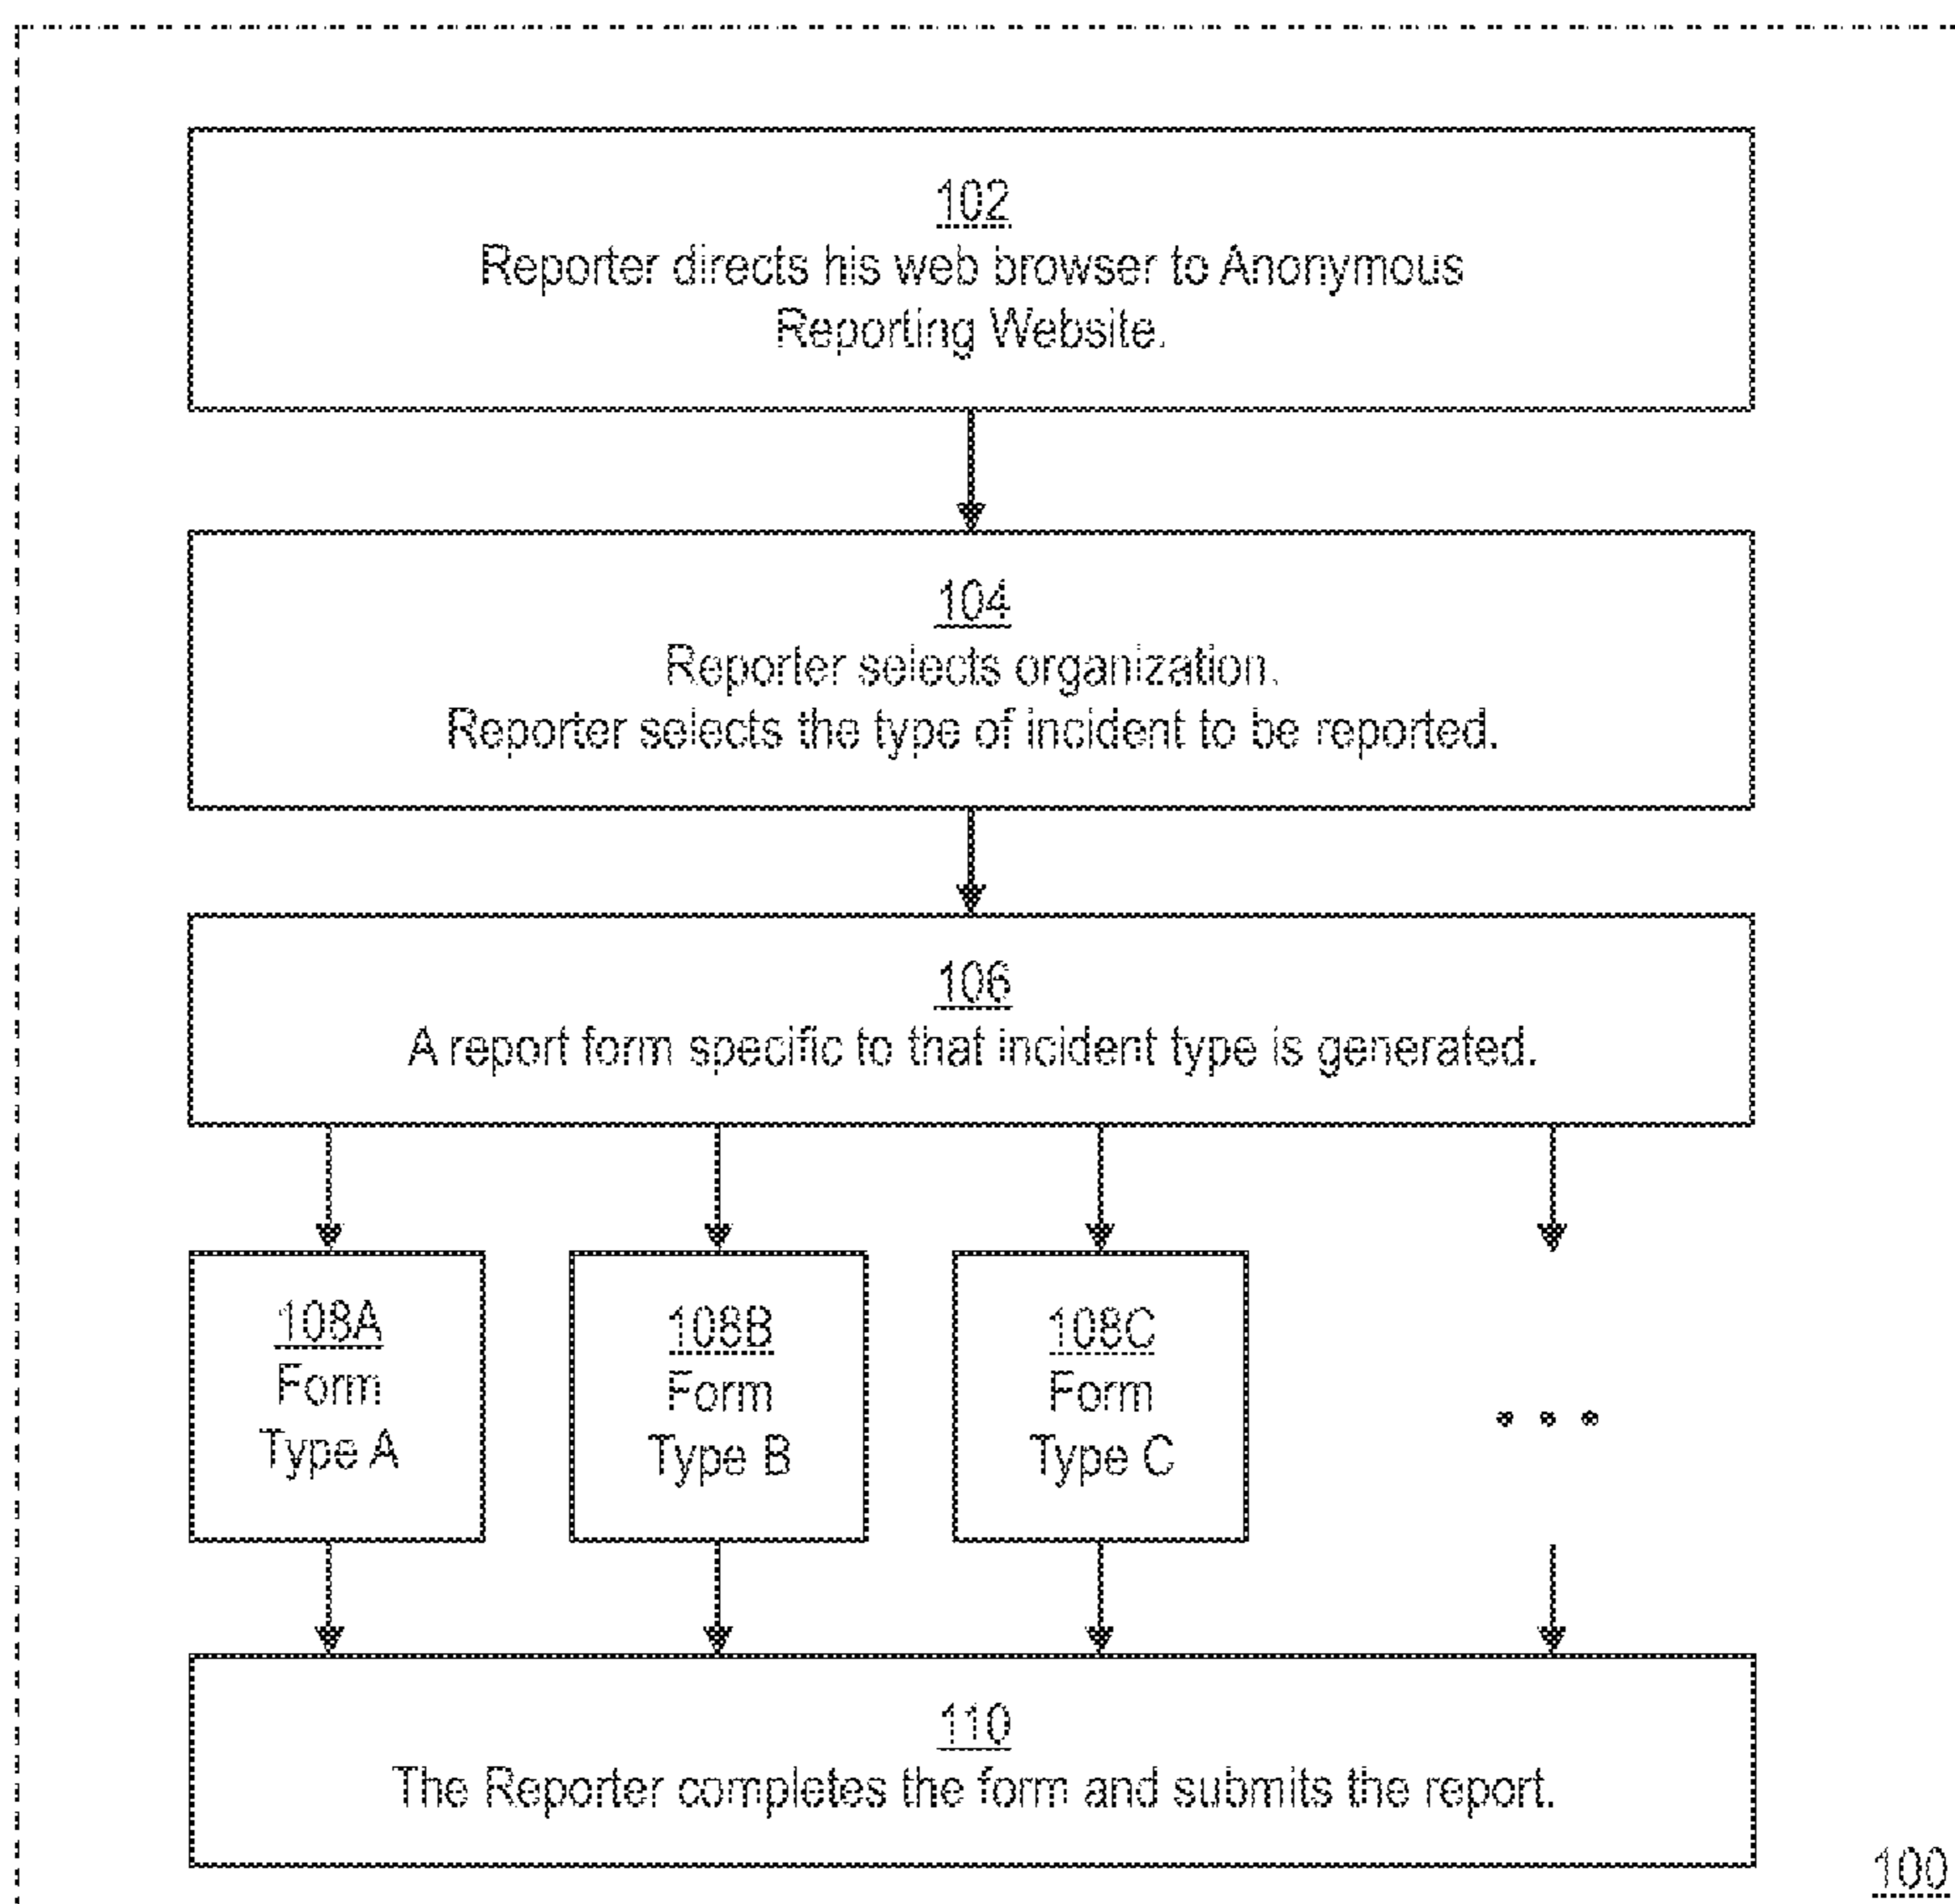 102
Reporter directs his web browser to Anonymous
Reporting Website.
104
Reporter selects organization.
Reporter selects the type of incident to be reported.
106
A report form specific to that incident type is generated.
108A
Form
Type A
108B
Form
Type B
108C
Form
Type C
• • •
110
The Reporter completes the form and submits the report.
100